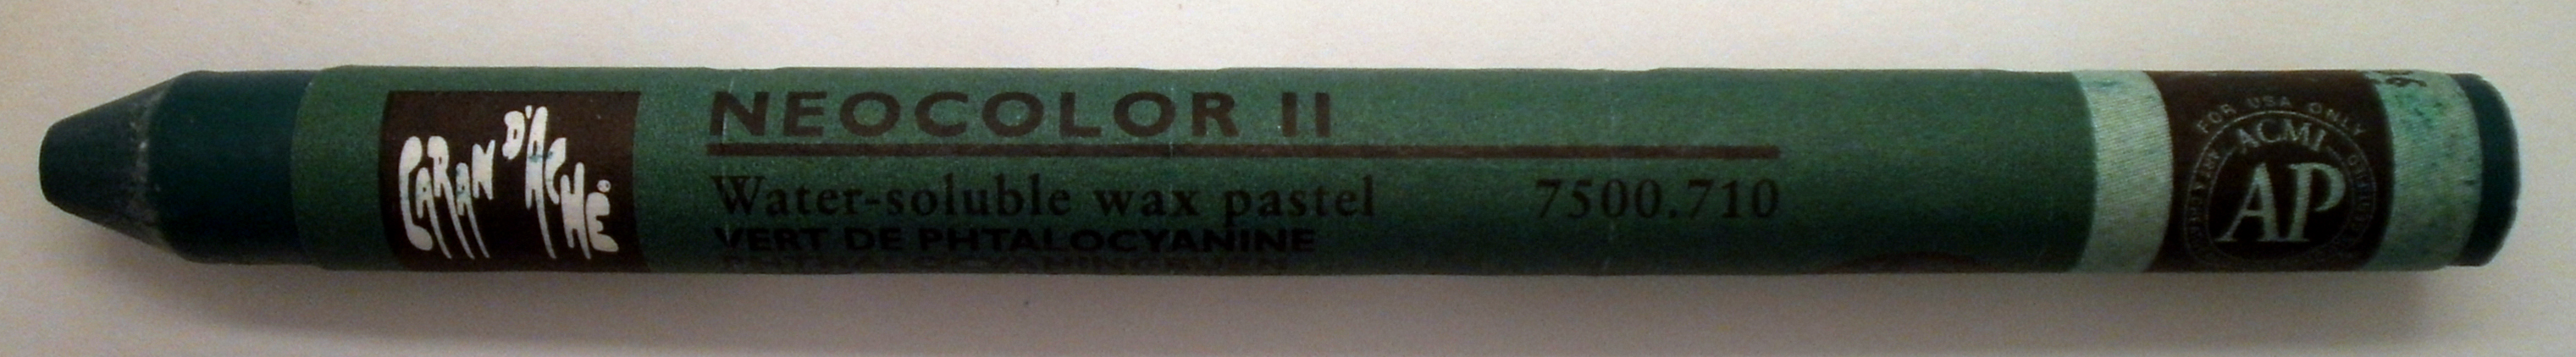 CARAN D'ACHE®
NEOCOLOR II
Water-soluble wax pastel 7500.710
VERT DE PHTALOCYANINE
FOR USA ONLY
ACMI
AP